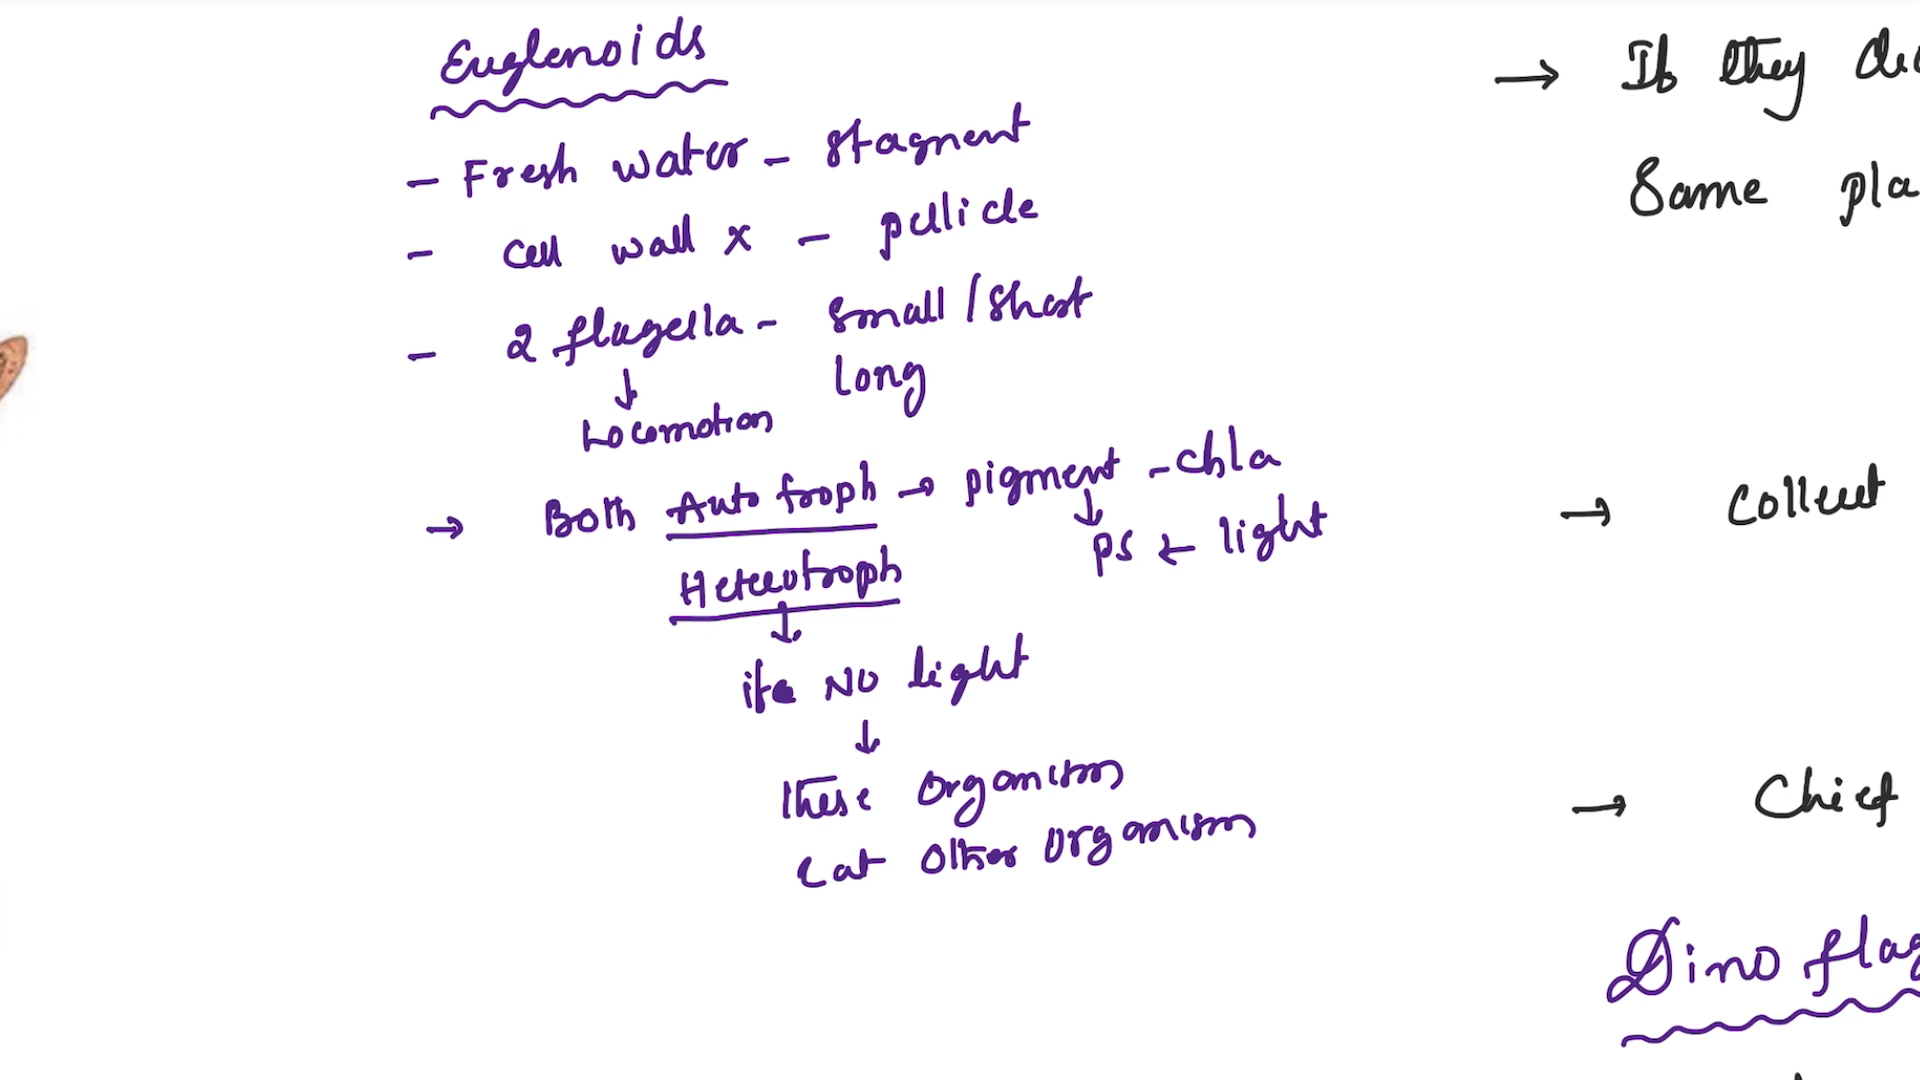 Euglenoids
- Fresh water - stagnent
- Cell wall x - pellicle
- 2 flagella - Small / Short
long
↓
Locomotion
→ Both Autotroph → pigment - chla
↓
Heterotroph
PS ← light
↓
if NO light
↓
These Organism
eat Other Organism
→ If they
Same pla
→ Collect
→ Chief
Dino flag